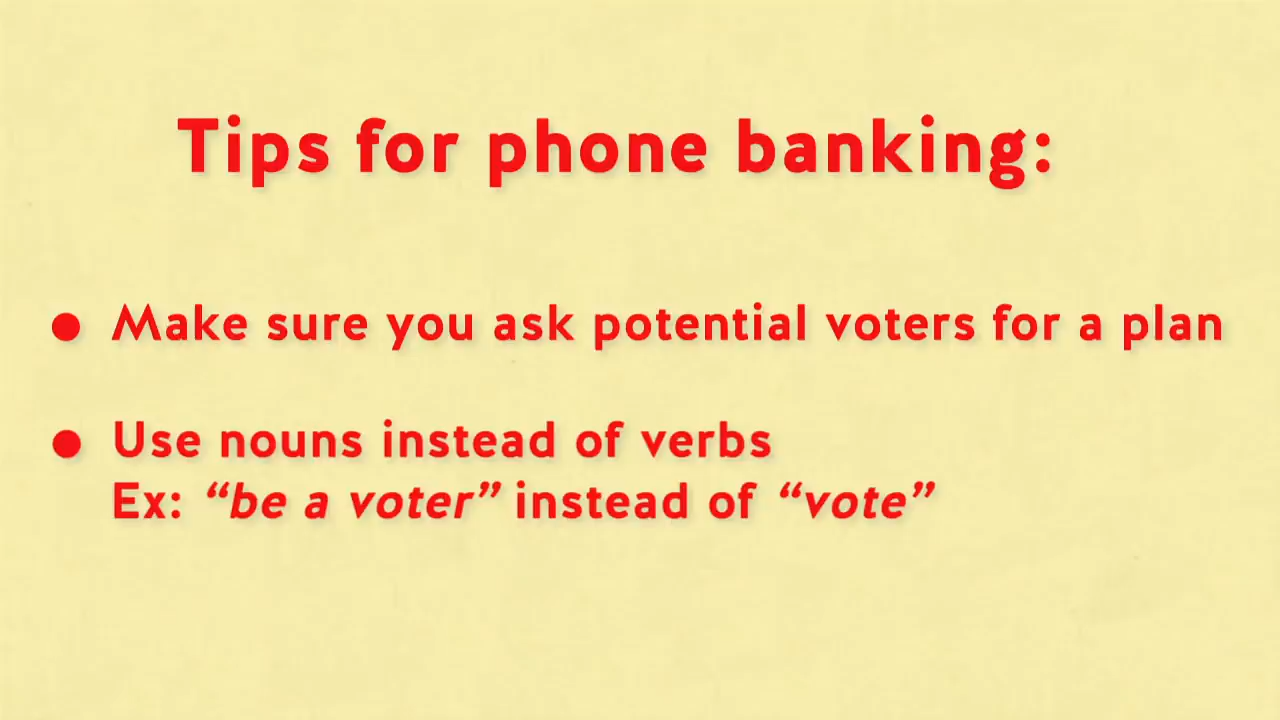 Tips for phone banking:
● Make sure you ask potential voters for a plan
● Use nouns instead of verbs
Ex: “be a voter” instead of “vote”